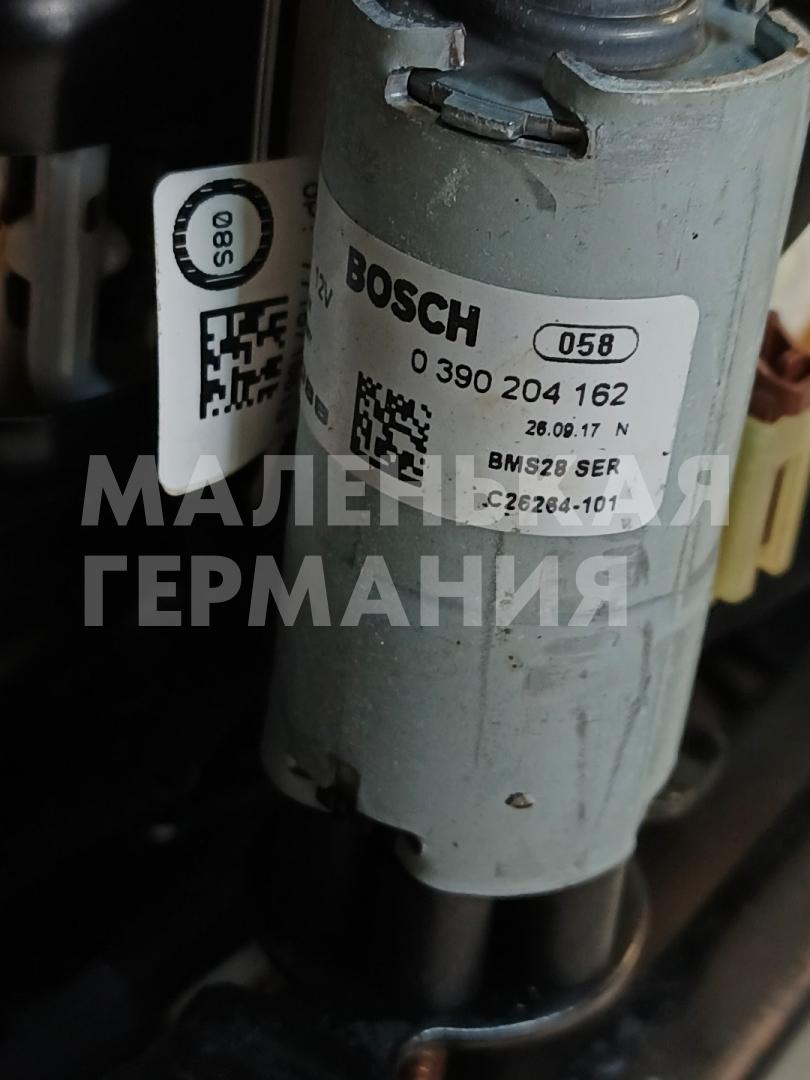 S80
12V
BOSCH
058
0 390 204 162
26.09.17 N
BMS28 SER
C26264-101
МАЛЕНЬКАЯ
ГЕРМАНИЯ